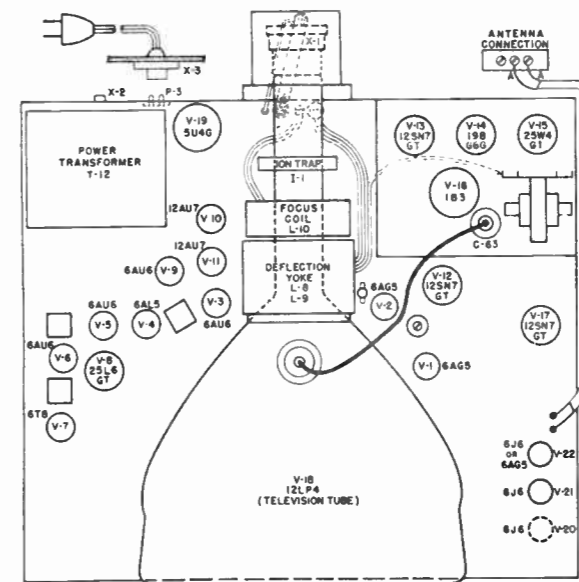 X-1
X-3
ANTENNA
CONNECTION
A A
X-2
P-3
V-19
5U4G
POWER
TRANSFORMER
T-12
ION TRAP
I-1
V-13
12SN7
GT
V-14
19B
G6G
V-15
25W4
GT
V-16
1B3
C-63
12AU7
V-10
FOCUS
COIL
L-10
12AU7
V-11
6AU6
V-9
DEFLECTION
YOKE
L-8
L-9
6AG5
V-2
V-12
12SN7
GT
6AU6
V-5
6AL5
V-4
V-3
6AU6
V-17
12SN7
GT
6AU6
V-6
V-8
25L6
GT
V-1
6AG5
6T8
V-7
V-18
12LP4
(TELEVISION TUBE)
6J6
OR
6AG5
V-22
6J6
V-21
6J6
V-20